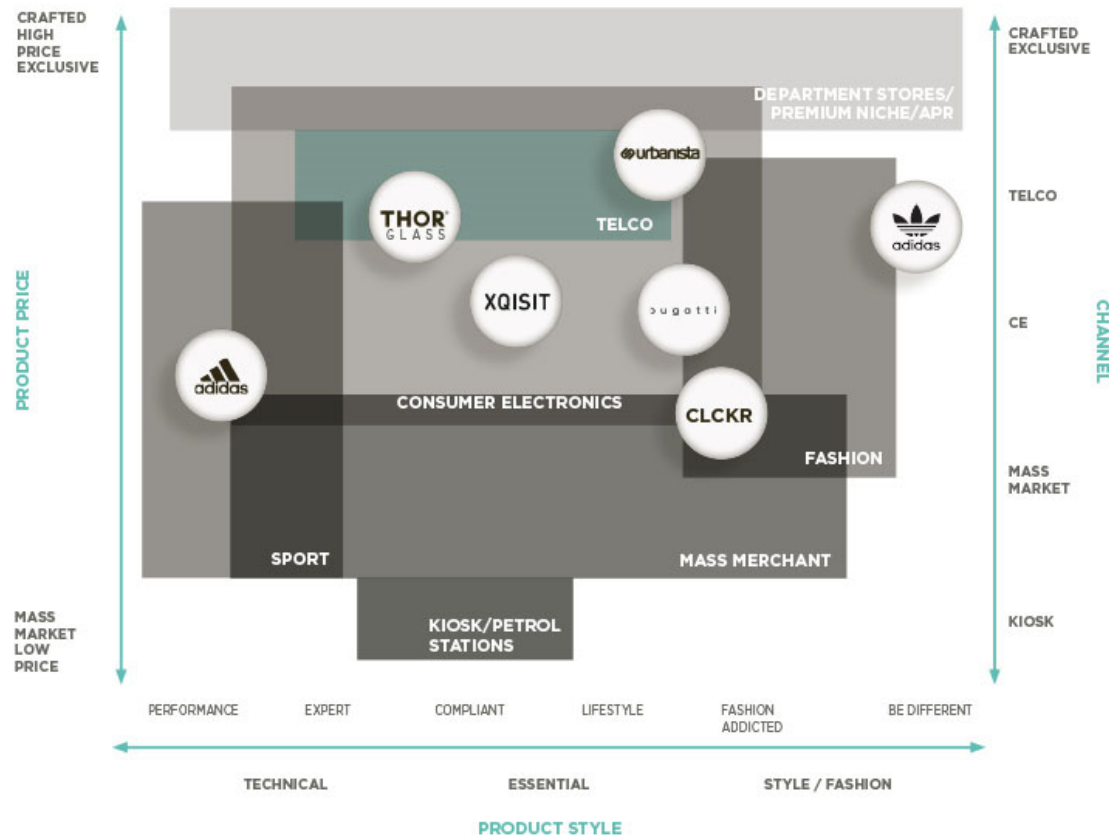 CRAFTED
HIGH
PRICE
EXCLUSIVE
CRAFTED
EXCLUSIVE
DEPARTMENT STORES/
PREMIUM NICHE/APR
urbanista
THOR®
GLASS
TELCO
TELCO
adidas
XQISIT
bugatti
CE
PRODUCT PRICE
CHANNEL
adidas
CONSUMER ELECTRONICS
CLCKR
FASHION
MASS
MARKET
SPORT
MASS MERCHANT
MASS
MARKET
LOW
PRICE
KIOSK/PETROL
STATIONS
KIOSK
PERFORMANCE
EXPERT
COMPLIANT
LIFESTYLE
FASHION
ADDICTED
BE DIFFERENT
TECHNICAL
ESSENTIAL
STYLE / FASHION
PRODUCT STYLE